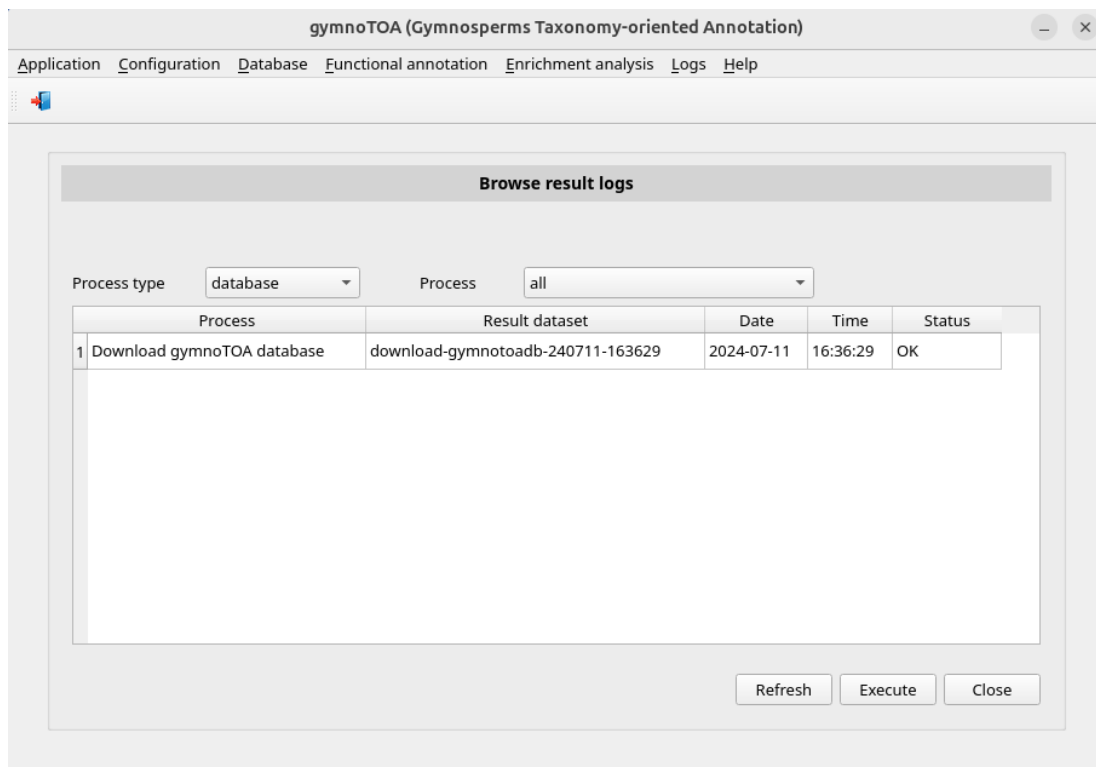 gymnoTOA (Gymnosperms Taxonomy-oriented Annotation)
Application Configuration Database Functional annotation Enrichment analysis Logs Help
Browse result logs
Process type database Process all
Process Result dataset Date Time Status
1 Download gymnoTOA database download-gymnotoadb-240711-163629 2024-07-11 16:36:29 OK
Refresh Execute Close